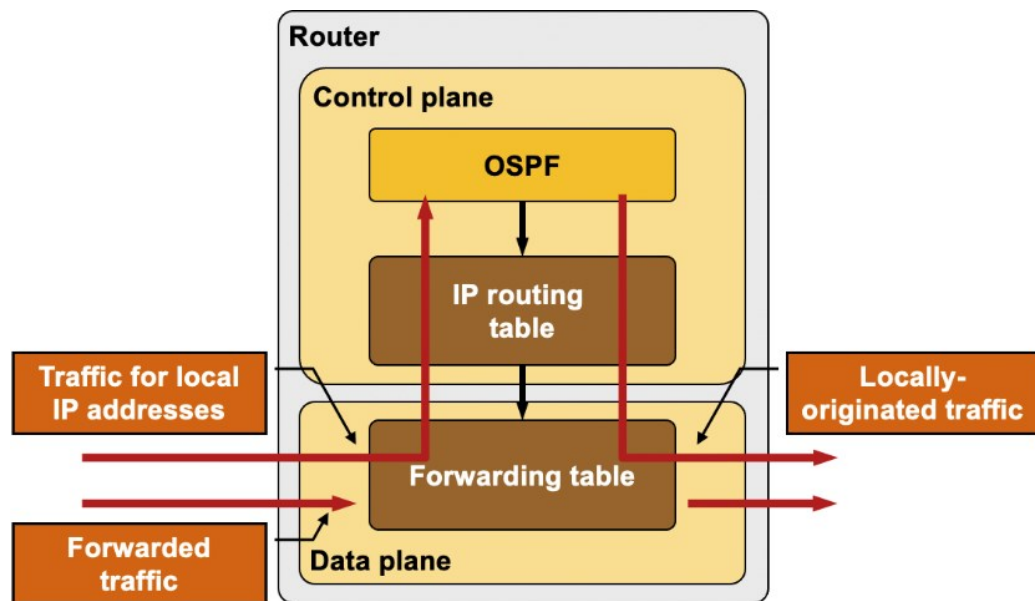 Router
Control plane
OSPF
IP routing
table
Traffic for local
IP addresses
Locally-
originated traffic
Forwarding table
Forwarded
traffic
Data plane